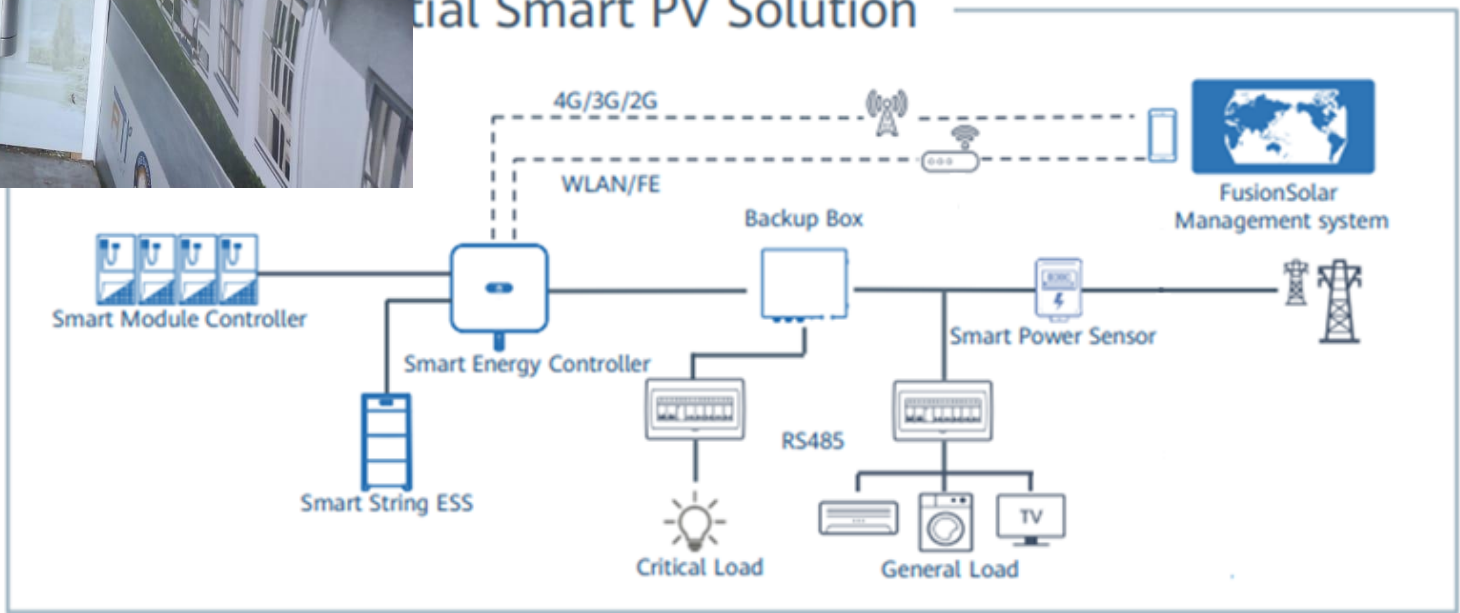 tial Smart PV Solution
4G/3G/2G
WLAN/FE
FusionSolar
Management system
Backup Box
Smart Module Controller
Smart Energy Controller
Smart Power Sensor
Smart String ESS
RS485
TV
Critical Load
General Load